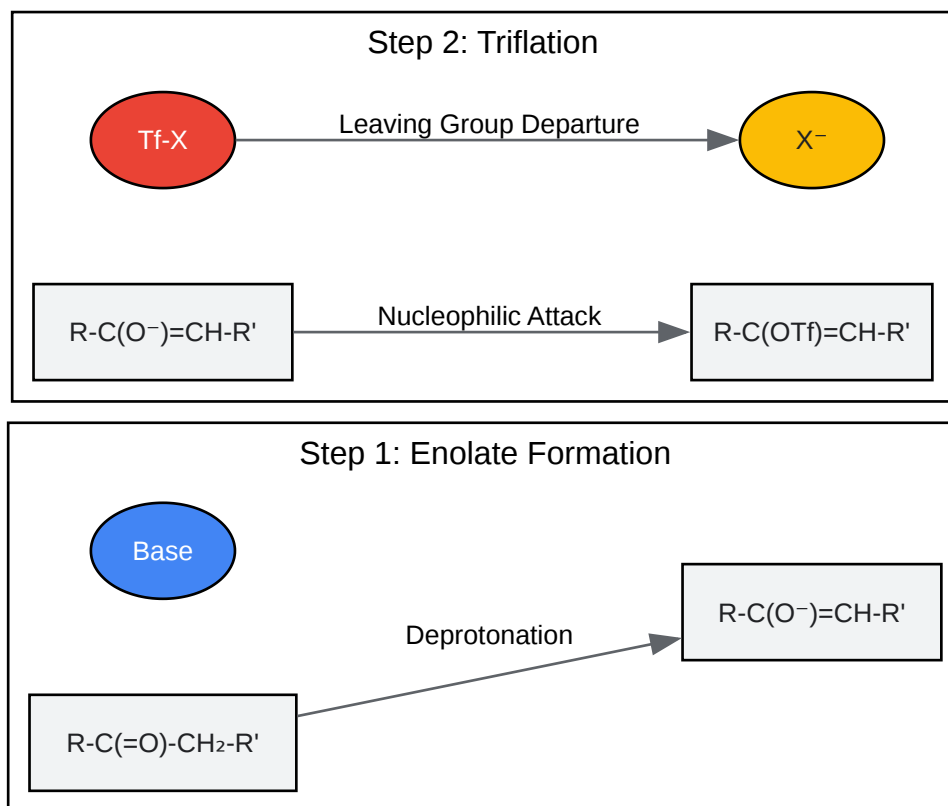 Step 2: Triflation
Tf-X
Leaving Group Departure
X⁻
R-C(O⁻)=CH-R'
Nucleophilic Attack
R-C(OTf)=CH-R'
Step 1: Enolate Formation
Base
R-C(O⁻)=CH-R'
Deprotonation
R-C(=O)-CH₂-R'